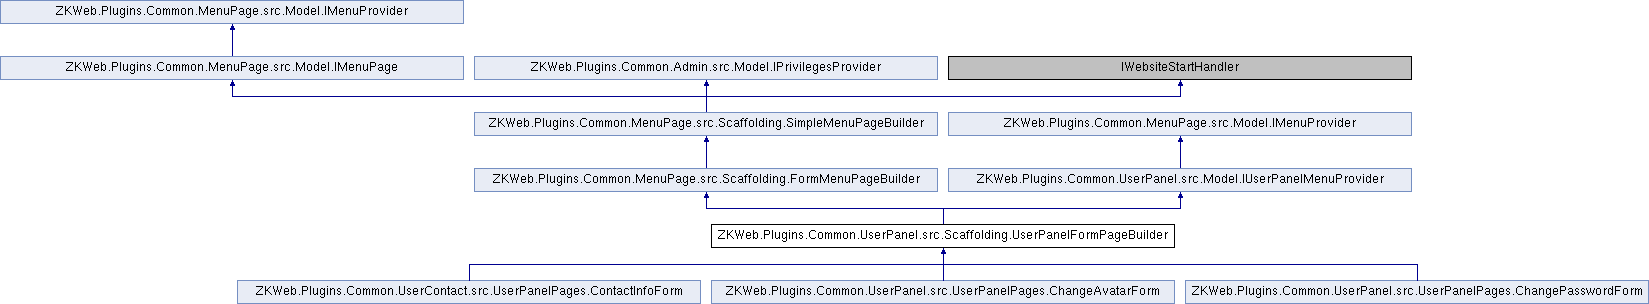 ZKWeb.Plugins.Common.MenuPage.src.Model.IMenuProvider
ZKWeb.Plugins.Common.MenuPage.src.Model.IMenuPage
ZKWeb.Plugins.Common.Admin.src.Model.IPrivilegesProvider
IWebsiteStartHandler
ZKWeb.Plugins.Common.MenuPage.src.Scaffolding.SimpleMenuPageBuilder
ZKWeb.Plugins.Common.MenuPage.src.Model.IMenuProvider
ZKWeb.Plugins.Common.MenuPage.src.Scaffolding.FormMenuPageBuilder
ZKWeb.Plugins.Common.UserPanel.src.Model.IUserPanelMenuProvider
ZKWeb.Plugins.Common.UserPanel.src.Scaffolding.UserPanelFormPageBuilder
ZKWeb.Plugins.Common.UserContact.src.UserPanelPages.ContactInfoForm
ZKWeb.Plugins.Common.UserPanel.src.UserPanelPages.ChangeAvatarForm
ZKWeb.Plugins.Common.UserPanel.src.UserPanelPages.ChangePasswordForm